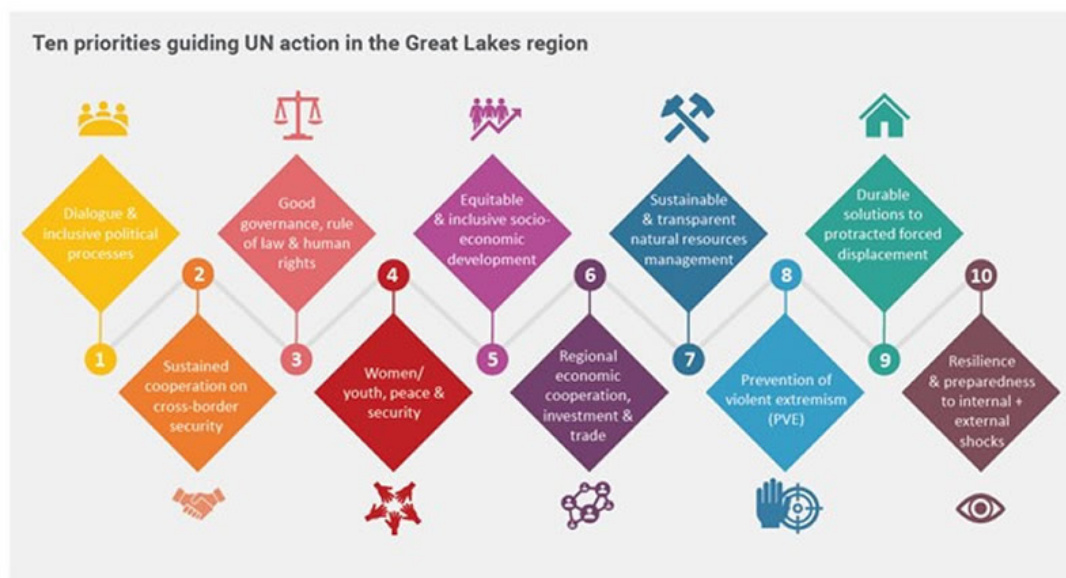 Ten priorities guiding UN action in the Great Lakes region
Dialogue &
inclusive political
processes
1
2
Sustained
cooperation on
cross-border
security
Good
governance, rule
of law & human
rights
3
4
Women/
youth, peace &
security
Equitable
& inclusive socio-
economic
development
5
6
Regional
economic
cooperation,
investment &
trade
Sustainable
& transparent
natural resources
management
7
8
Prevention of
violent extremism
(PVE)
Durable
solutions to
protracted forced
displacement
9
10
Resilience
& preparedness
to internal +
external
shocks